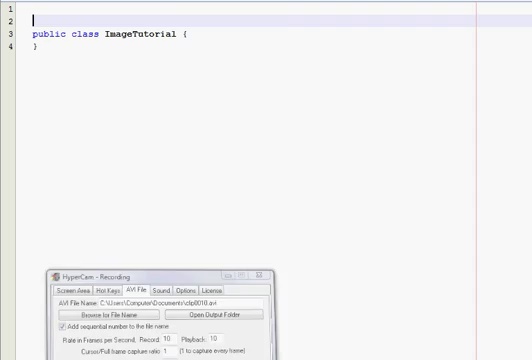 1
2
3 public class ImageTutorial {
4 }
HyperCam - Recording
Screen Area Hot Keys AVI File Sound Options License
AVI File Name: C:\Users\Computer\Documents\clip0010.avi
Browse for File Name Open Output Folder
Add sequential number to the file name
Rate in Frames per Second. Record: 10 Playback: 10
Cursor/Full frame capture ratio 1 (1 to capture every frame)